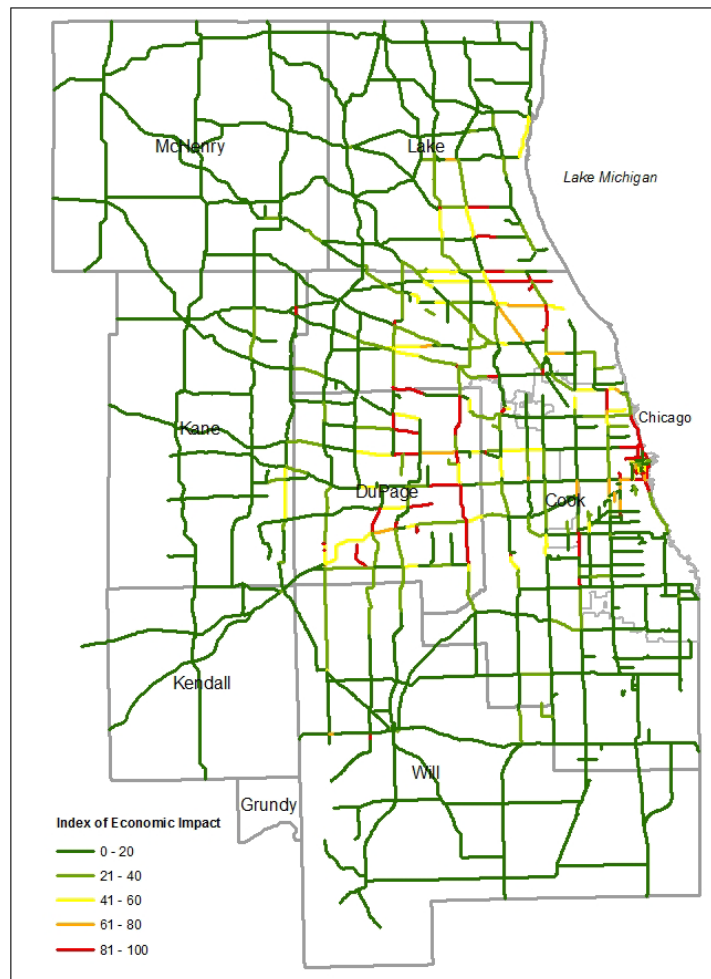 McHenry
Lake
Lake Michigan
Chicago
Kane
DuPage
Cook
Kendall
Will
Grundy
Index of Economic Impact
0 - 20
21 - 40
41 - 60
61 - 80
81 - 100